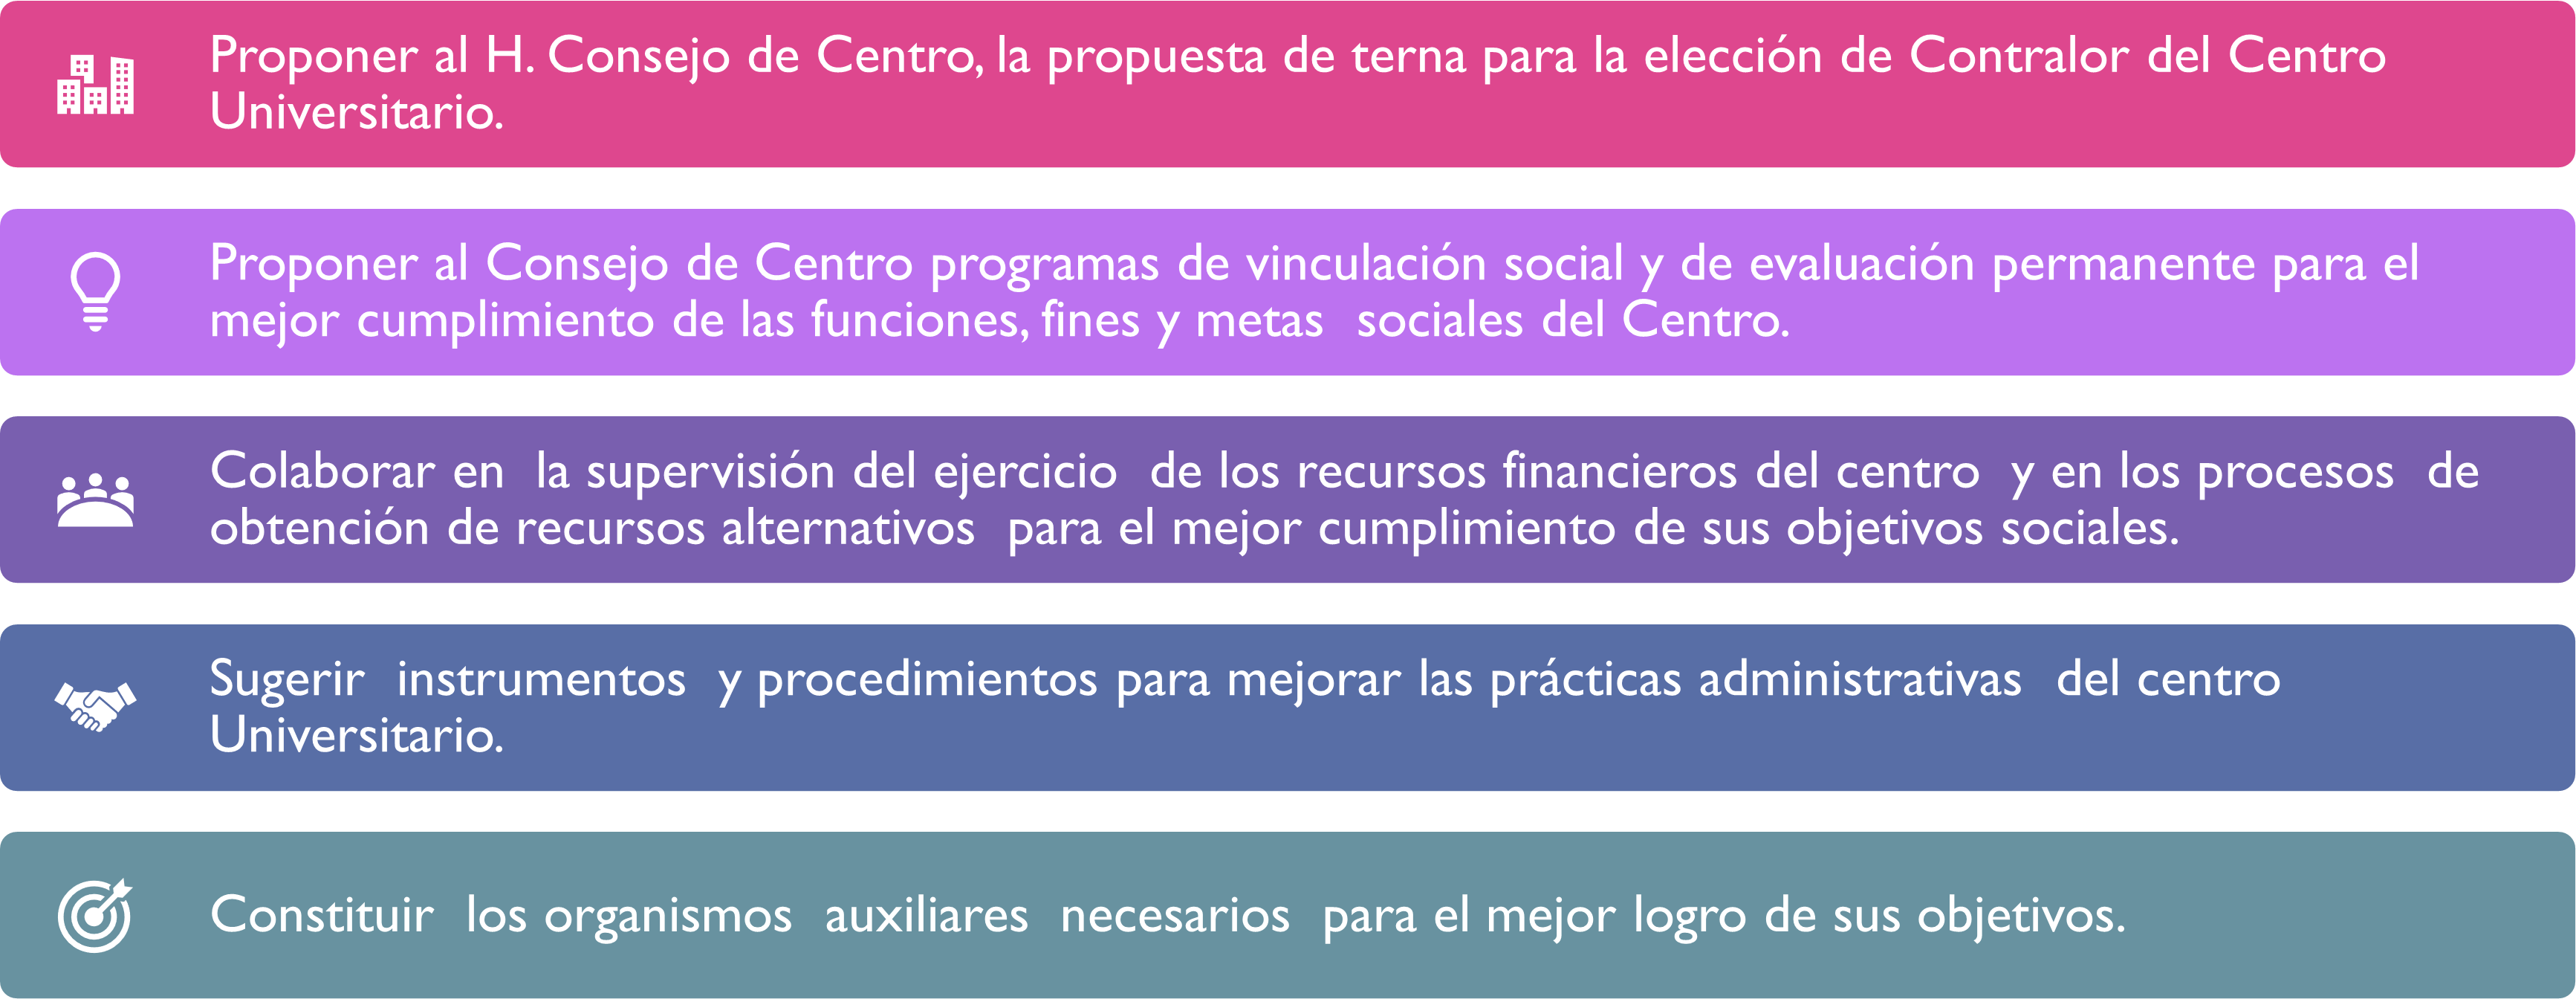 Proponer al H. Consejo de Centro, la propuesta de terna para la elección de Contralor del Centro
Universitario.
Proponer al Consejo de Centro programas de vinculación social y de evaluación permanente para el
mejor cumplimiento de las funciones, fines y metas  sociales del Centro.
Colaborar en  la supervisión del ejercicio  de los recursos financieros del centro  y en los procesos  de
obtención de recursos alternativos  para el mejor cumplimiento de sus objetivos sociales.
Sugerir  instrumentos  y procedimientos para mejorar las prácticas administrativas  del centro
Universitario.
Constituir  los organismos  auxiliares  necesarios  para el mejor logro de sus objetivos.